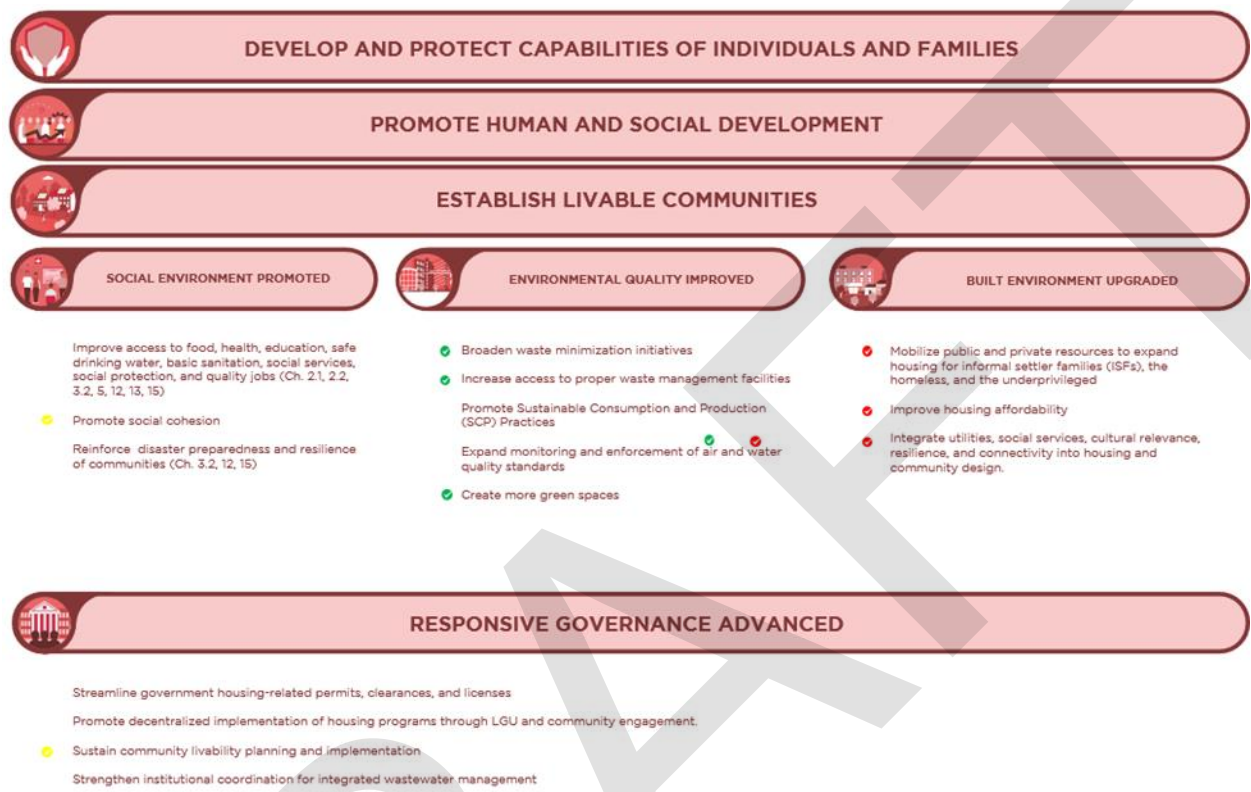 DEVELOP AND PROTECT CAPABILITIES OF INDIVIDUALS AND FAMILIES
PROMOTE HUMAN AND SOCIAL DEVELOPMENT
ESTABLISH LIVABLE COMMUNITIES
SOCIAL ENVIRONMENT PROMOTED
Improve access to food, health, education, safe
drinking water, basic sanitation, social services,
social protection, and quality jobs (Ch. 2.1, 2.2,
3.2, 5, 12, 13, 15)
Promote social cohesion
Reinforce disaster preparedness and resilience
of communities (Ch. 3.2, 12, 15)
ENVIRONMENTAL QUALITY IMPROVED
Broaden waste minimization initiatives
Increase access to proper waste management facilities
Promote Sustainable Consumption and Production
(SCP) Practices
Expand monitoring and enforcement of air and water
quality standards
Create more green spaces
BUILT ENVIRONMENT UPGRADED
Mobilize public and private resources to expand
housing for informal settler families (ISFs), the
homeless, and the underprivileged
Improve housing affordability
Integrate utilities, social services, cultural relevance,
resilience, and connectivity into housing and
community design.
RESPONSIVE GOVERNANCE ADVANCED
Streamline government housing-related permits, clearances, and licenses
Promote decentralized implementation of housing programs through LGU and community engagement.
Sustain community livability planning and implementation
Strengthen institutional coordination for integrated wastewater management